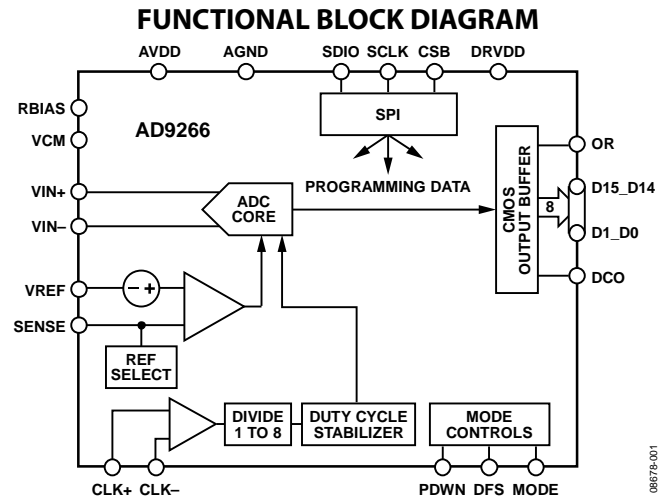 FUNCTIONAL BLOCK DIAGRAM
AVDD
AGND
SDIO
SCLK
CSB
DRVDD
RBIAS
VCM
AD9266
SPI
PROGRAMMING DATA
VIN+
VIN–
ADC
CORE
CMOS
OUTPUT BUFFER
OR
8
D15_D14
D1_D0
DCO
VREF
– +
SENSE
REF
SELECT
DIVIDE
1 TO 8
DUTY CYCLE
STABILIZER
MODE
CONTROLS
CLK+
CLK–
PDWN
DFS
MODE
08678-001